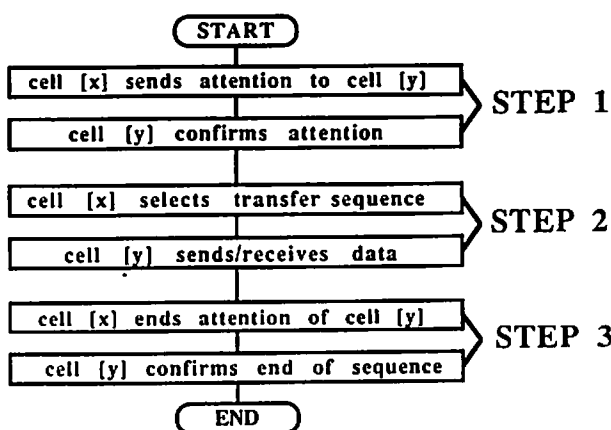 START
cell [x] sends attention to cell [y]
STEP 1
cell [y] confirms attention
cell [x] selects transfer sequence
STEP 2
cell [y] sends/receives data
cell [x] ends attention of cell [y]
STEP 3
cell [y] confirms end of sequence
END